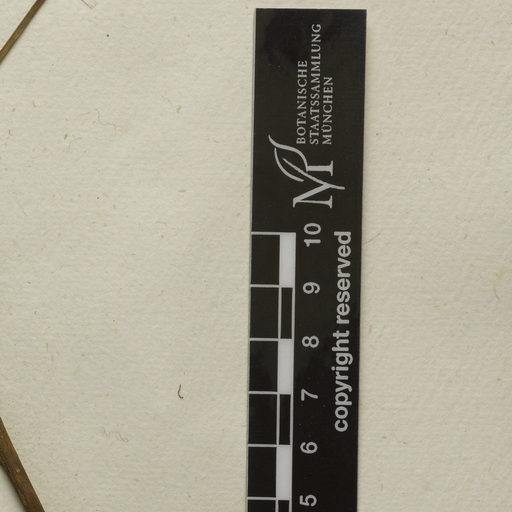 BOTANISCHE
STAATSSAMMLUNG
MÜNCHEN
M
10
9
8
7
6
5
copyright reserved